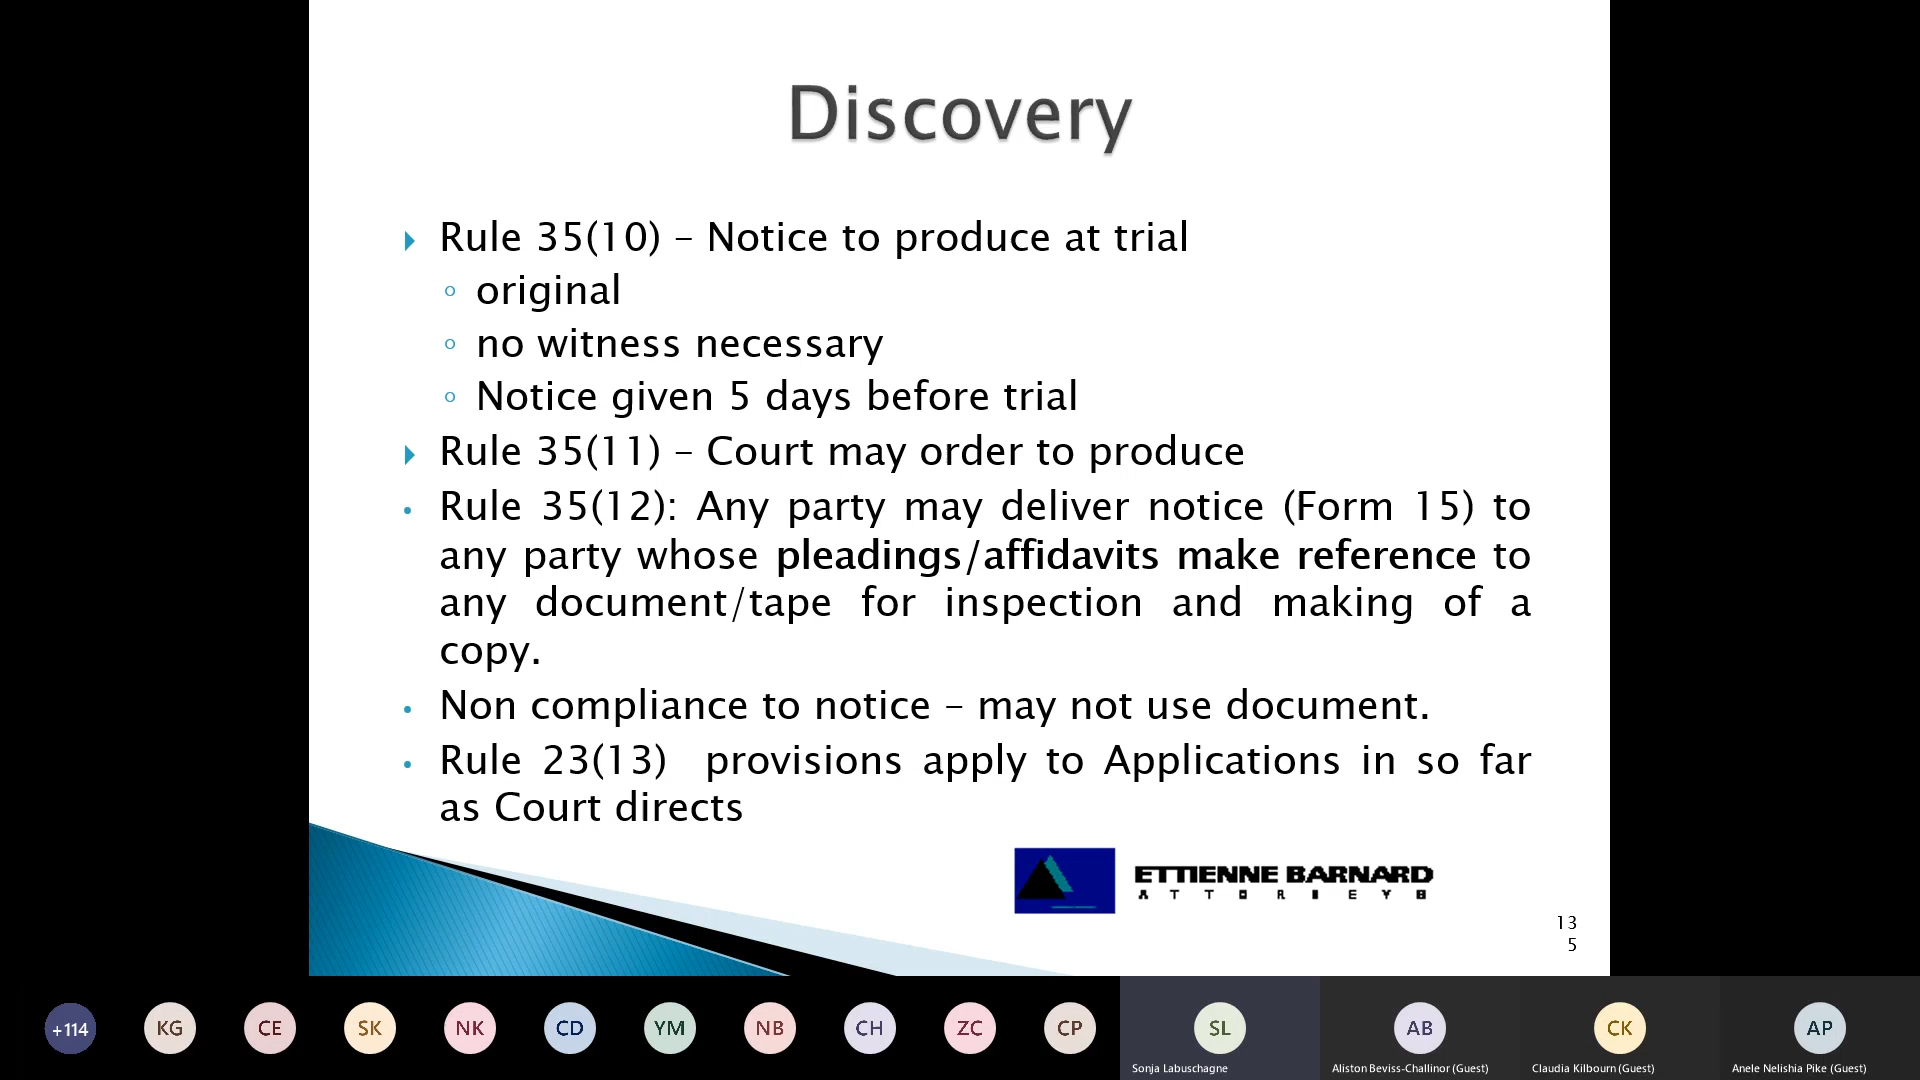 Discovery
Rule 35(10) – Notice to produce at trial
original
no witness necessary
Notice given 5 days before trial
Rule 35(11) – Court may order to produce
Rule 35(12): Any party may deliver notice (Form 15) to
any party whose pleadings/affidavits make reference to
any document/tape for inspection and making of a
copy.
Non compliance to notice – may not use document.
Rule 23(13) provisions apply to Applications in so far
as Court directs
ETTIENNE BARNARD
ATTORNEYS
13
5
+114 KG CE SK NK CD YM NB CH ZC CP SL AB CK AP
Sonja Labuschagne Aliston Beviss-Challinor (Guest) Claudia Kilbourn (Guest) Anele Nelishia Pike (Guest)